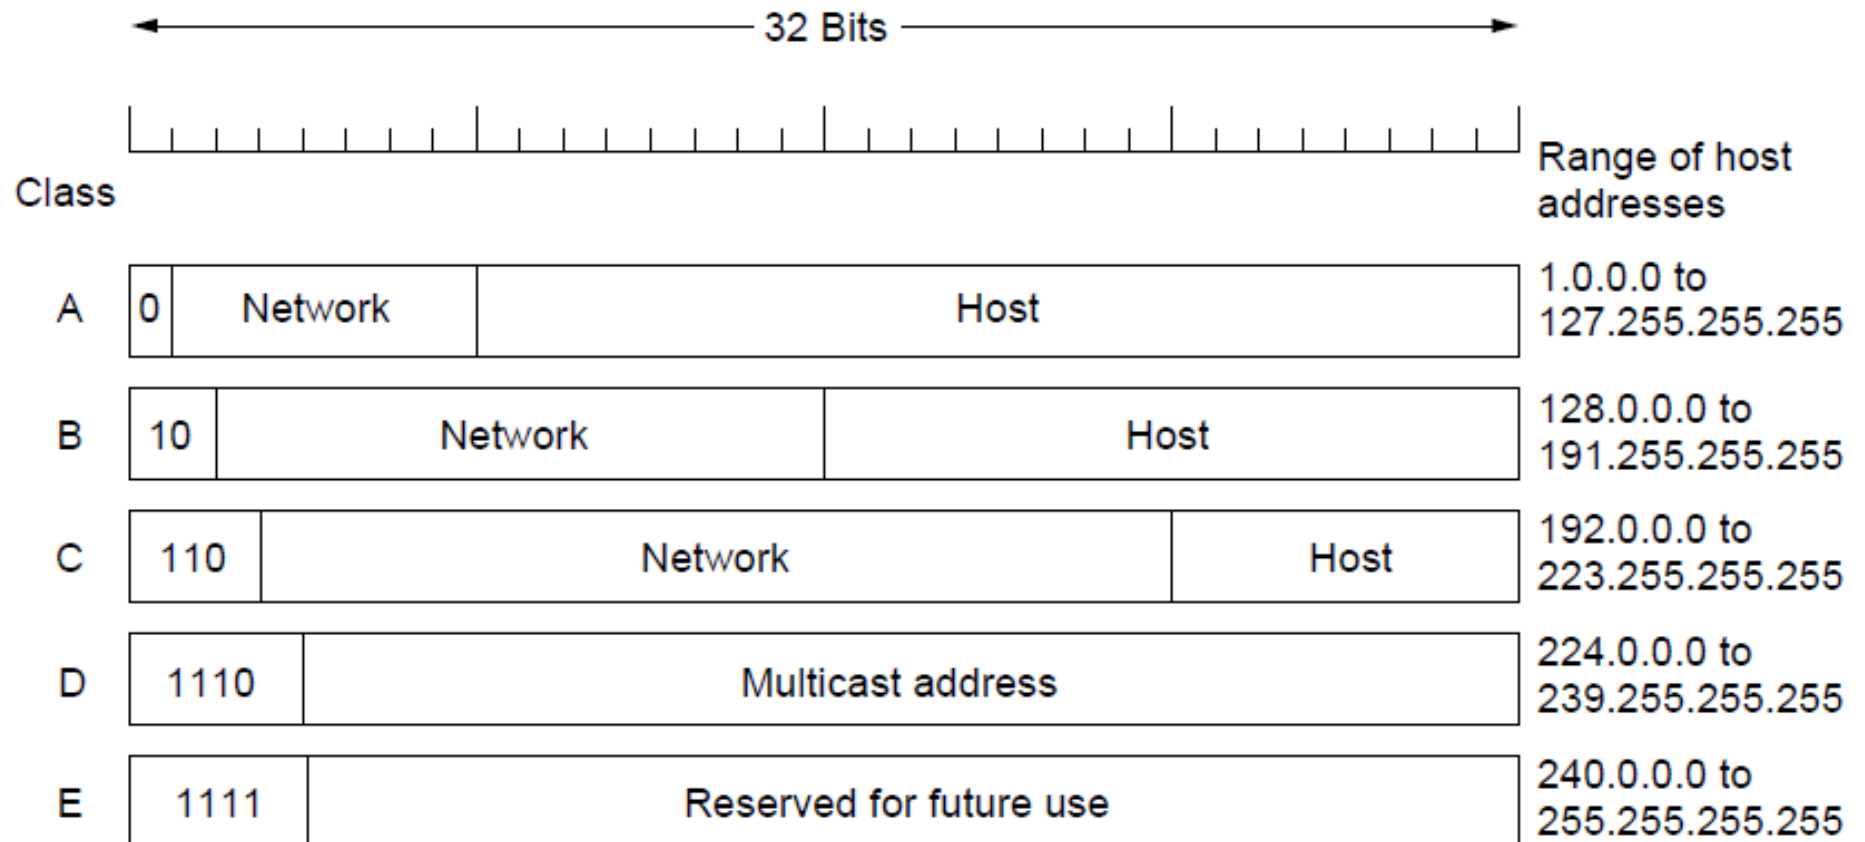 32 Bits
Range of host
addresses
Class
A
0
Network
Host
1.0.0.0 to
127.255.255.255
B
10
Network
Host
128.0.0.0 to
191.255.255.255
C
110
Network
Host
192.0.0.0 to
223.255.255.255
D
1110
Multicast address
224.0.0.0 to
239.255.255.255
E
1111
Reserved for future use
240.0.0.0 to
255.255.255.255